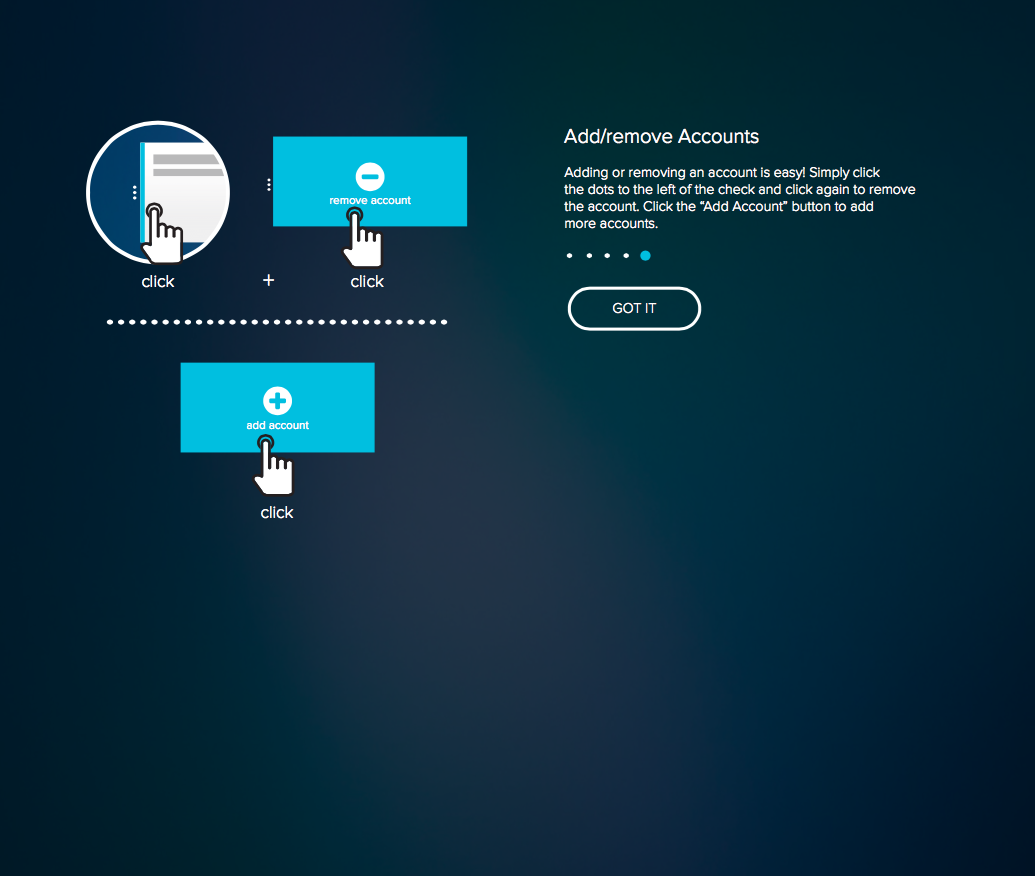 remove account
click
+
click
add account
click
Add/remove Accounts
Adding or removing an account is easy! Simply click
the dots to the left of the check and click again to remove
the account. Click the “Add Account” button to add
more accounts.
GOT IT